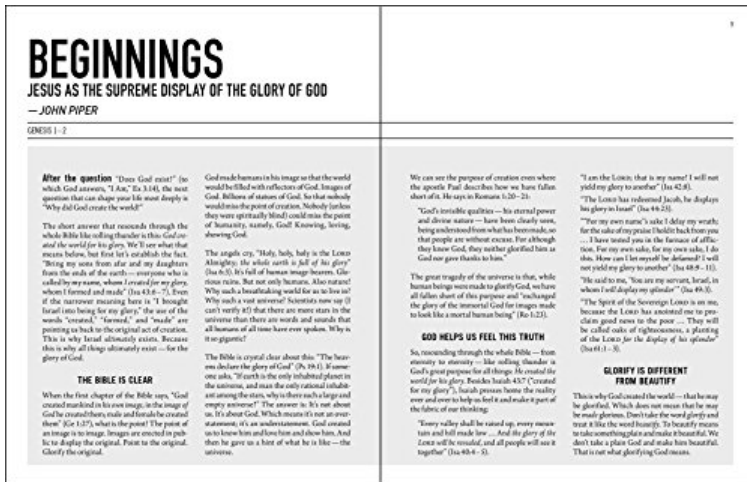 BEGINNINGS
JESUS AS THE SUPREME DISPLAY OF THE GLORY OF GOD
— JOHN PIPER
GENESIS 1–2
After the question "Does God exist?" (to
which God answers, "I Am," Ex 3:14), the next
question that can shape your life most deeply is
"Why did God create the world?"
The short answer that resounds through the
whole Bible like rolling thunder is this: God cre-
ated the world for his glory. We'll see what that
means below, but first let's establish the fact.
"Bring my sons from afar and my daughters
from the ends of the earth — everyone who is
called by my name, whom I created for my glory,
whom I formed and made" (Isa 43:6–7). Even
if the narrower meaning here is "I brought
Israel into being for my glory," the use of the
words "created," "formed," and "made" are
pointing us back to the original act of creation.
This is why Israel ultimately exists. Because
this is why all things ultimately exist — for the
glory of God.
THE BIBLE IS CLEAR
When the first chapter of the Bible says, "God
created mankind in his own image, in the image of
God he created them; male and female he created
them" (Ge 1:27), what is the point? The point of
an image is to image. Images are erected in pub-
lic to display the original. Point to the original.
Glorify the original.
God made humans in his image so that the world
would be filled with reflectors of God. Images of
God. Billions of statues of God. So that nobody
would miss the point of creation. Nobody (unless
they were spiritually blind) could miss the point
of humanity, namely, God! Knowing, loving,
showing God.
The angels cry, "Holy, holy, holy is the LORD
Almighty; the whole earth is full of his glory"
(Isa 6:3). It's full of human image bearers. Glo-
rious ruins. But not only humans. Also nature!
Why such a breathtaking world for us to live in?
Why such a vast universe? Scientists now say (I
can't verify it!) that there are more stars in the
universe than there are words and sounds that
all humans of all time have ever spoken. Why is
it so gigantic?
The Bible is crystal clear about this: "The heav-
ens declare the glory of God" (Ps 19:1). If some-
one asks, "If earth is the only inhabited planet in
the universe, and man the only rational inhabit-
ant among the stars, why is there such a large and
empty universe?" The answer is: It's not about
us. It's about God. Which means it's not an over-
statement; it's an understatement. God created
us to know him and love him and show him. And
then he gave us a hint of what he is like — the
universe.
We can see the purpose of creation even where
the apostle Paul describes how we have fallen
short of it. He says in Romans 1:20–21:
"God's invisible qualities — his eternal power
and divine nature — have been clearly seen,
being understood from what has been made, so
that people are without excuse. For although
they knew God, they neither glorified him as
God nor gave thanks to him."
The great tragedy of the universe is that, while
human beings were made to glorify God, we have
all fallen short of this purpose and "exchanged
the glory of the immortal God for images made
to look like a mortal human being" (Ro 1:23).
GOD HELPS US FEEL THIS TRUTH
So, resounding through the whole Bible — from
eternity to eternity — like rolling thunder is
God's great purpose for all things: He created the
world for his glory. Besides Isaiah 43:7 ("created
for my glory"), Isaiah presses home the reality
over and over to help us feel it and make it part of
the fabric of our thinking:
"Every valley shall be raised up, every moun-
tain and hill made low ... And the glory of the
LORD will be revealed, and all people will see it
together" (Isa 40:4–5).
"I am the LORD; that is my name! I will not
yield my glory to another" (Isa 42:8).
"The LORD has redeemed Jacob, he displays
his glory in Israel" (Isa 44:23).
"'For my own name's sake I delay my wrath;
for the sake of my praise I hold it back from you
... I have tested you in the furnace of afflic-
tion. For my own sake, for my own sake, I do
this. How can I let myself be defamed? I will
not yield my glory to another" (Isa 48:9–11).
"He said to me, 'You are my servant, Israel, in
whom I will display my splendor'" (Isa 49:3).
"The Spirit of the Sovereign LORD is on me,
because the LORD has anointed me to pro-
claim good news to the poor ... They will
be called oaks of righteousness, a planting
of the LORD for the display of his splendor"
(Isa 61:1–3).
GLORIFY IS DIFFERENT
FROM BEAUTIFY
This is why God created the world — that he may
be glorified. Which does not mean that he may
be made glorious. Don't take the word glorify and
treat it like the word beautify. To beautify means
to take something plain and make it beautiful. We
don't take a plain God and make him beautiful.
That is not what glorifying God means.